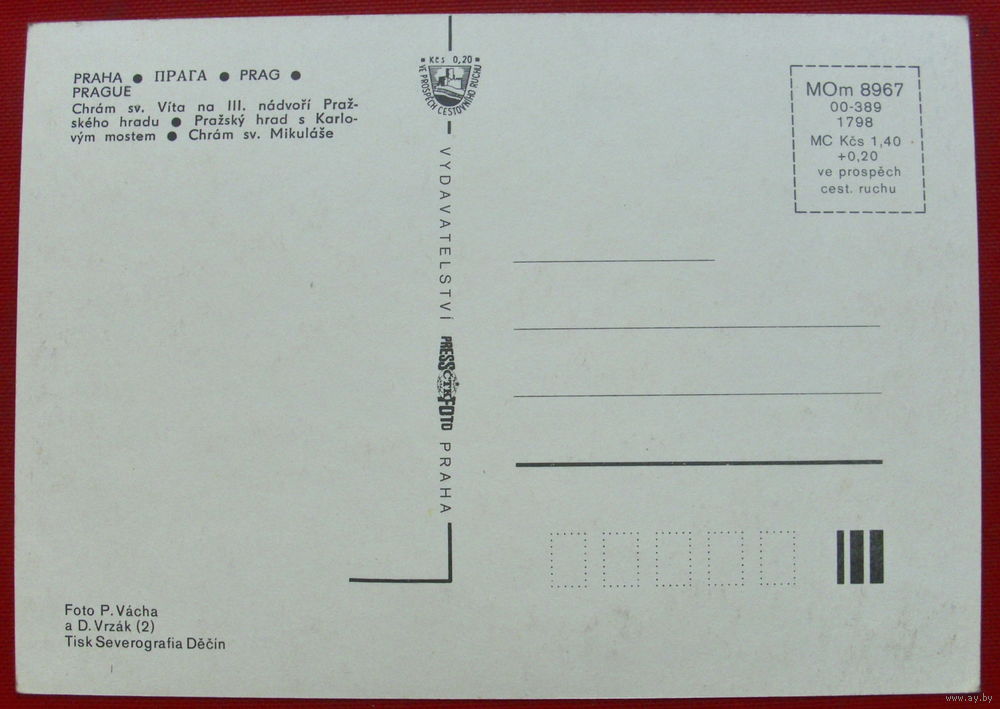 PRAHA ● ПРАГА ● PRAG ●
PRAGUE
Chrám sv. Víta na III. nádvoří Praž-
ského hradu ● Pražský hrad s Karlo-
vým mostem ● Chrám sv. Mikuláše
Kčs 0,20
VE PROSPĚCH CESTOVNÍHO RUCHU
VYDAVATELSTVÍ PRESSFOTO PRAHA
ČTK
MOm 8967
00-389
1798
MC Kčs 1,40
+0,20
ve prospěch
cest. ruchu
Foto P. Vácha
a D. Vrzák (2)
Tisk Severografia Děčín
www.ay.by